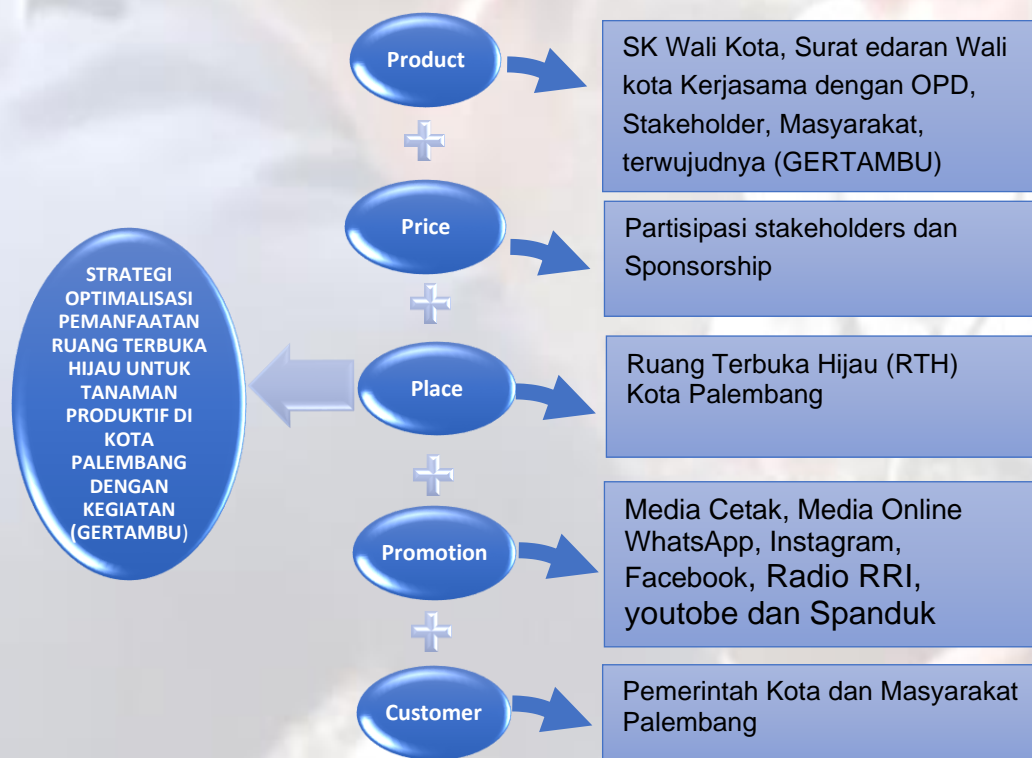 Product
SK Wali Kota, Surat edaran Wali
kota Kerjasama dengan OPD,
Stakeholder, Masyarakat,
terwujudnya (GERTAMBU)
Price
Partisipasi stakeholders dan
Sponsorship
STRATEGI
OPTIMALISASI
PEMANFAATAN
RUANG TERBUKA
HIJAU UNTUK
TANAMAN
PRODUKTIF DI
KOTA
PALEMBANG
DENGAN
KEGIATAN
(GERTAMBU)
Place
Ruang Terbuka Hijau (RTH)
Kota Palembang
Promotion
Media Cetak, Media Online
WhatsApp, Instagram,
Facebook, Radio RRI,
youtobe dan Spanduk
Customer
Pemerintah Kota dan Masyarakat
Palembang